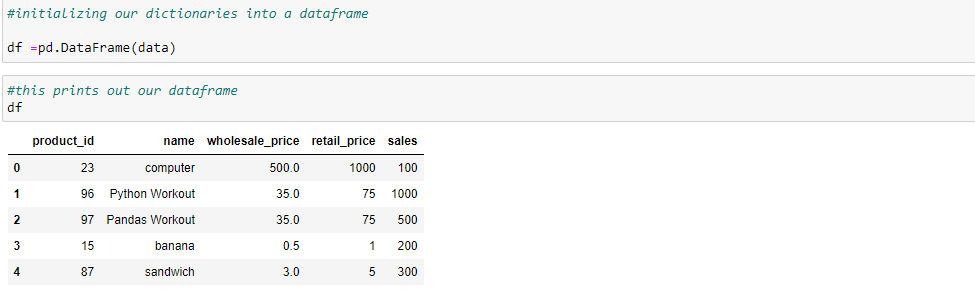 #initializing our dictionaries into a dataframe
df =pd.DataFrame(data)
#this prints out our dataframe
df
product_id name wholesale_price retail_price sales
0 23 computer 500.0 1000 100
1 96 Python Workout 35.0 75 1000
2 97 Pandas Workout 35.0 75 500
3 15 banana 0.5 1 200
4 87 sandwich 3.0 5 300